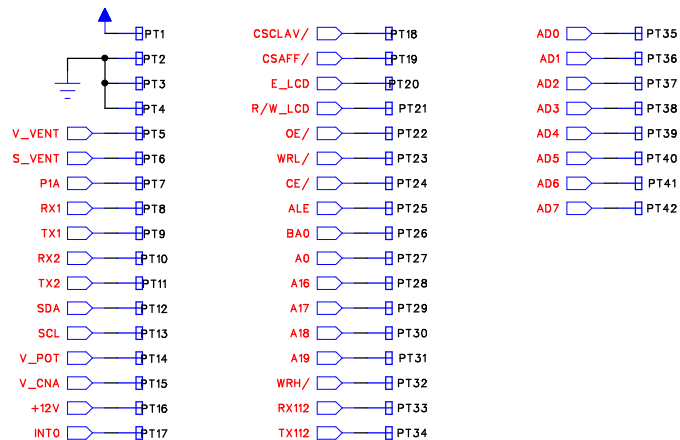 PT1
PT2
PT3
PT4
V_VENT PT5
S_VENT PT6
P1A PT7
RX1 PT8
TX1 PT9
RX2 PT10
TX2 PT11
SDA PT12
SCL PT13
V_POT PT14
V_CNA PT15
+12V PT16
INT0 PT17
CSCLAV/ PT18
CSAFF/ PT19
E_LCD PT20
R/W_LCD PT21
OE/ PT22
WRL/ PT23
CE/ PT24
ALE PT25
BA0 PT26
A0 PT27
A16 PT28
A17 PT29
A18 PT30
A19 PT31
WRH/ PT32
RX112 PT33
TX112 PT34
AD0 PT35
AD1 PT36
AD2 PT37
AD3 PT38
AD4 PT39
AD5 PT40
AD6 PT41
AD7 PT42